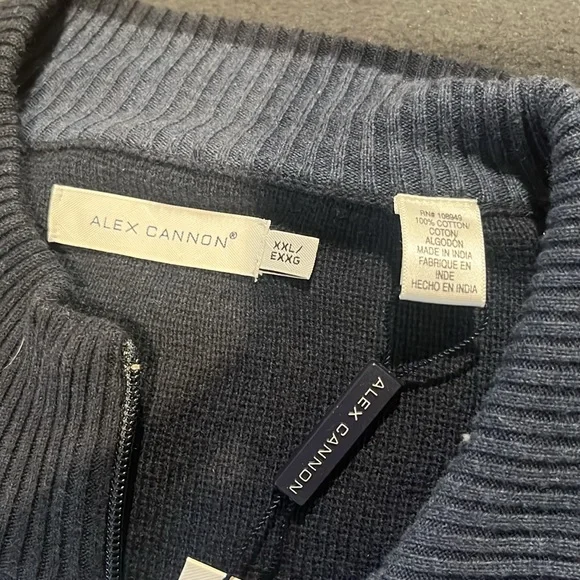 ALEX CANNON®
XXL/
EXXG
RN# 108949
100% COTTON/
COTON/
ALGODÓN
MADE IN INDIA
FABRIQUE EN
INDE
HECHO EN INDIA
ALEX CANNON